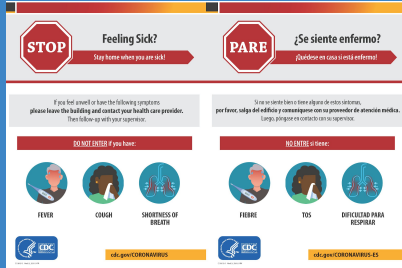 STOP
Feeling Sick?
Stay home when you are sick!
If you feel unwell or have the following symptoms
please leave the building and contact your health care provider.
Then follow-up with your supervisor.
DO NOT ENTER if you have:
FEVER
COUGH
SHORTNESS OF
BREATH
CDC
cdc.gov/CORONAVIRUS
PARE
¿Se siente enfermo?
¡Quédese en casa si está enfermo!
Si no se siente bien o tiene alguno de estos síntomas,
por favor, salga del edificio y comuníquese con su proveedor de atención médica.
Luego, póngase en contacto con su supervisor.
NO ENTRE si tiene:
FIEBRE
TOS
DIFICULTAD PARA
RESPIRAR
CDC
cdc.gov/CORONAVIRUS-ES